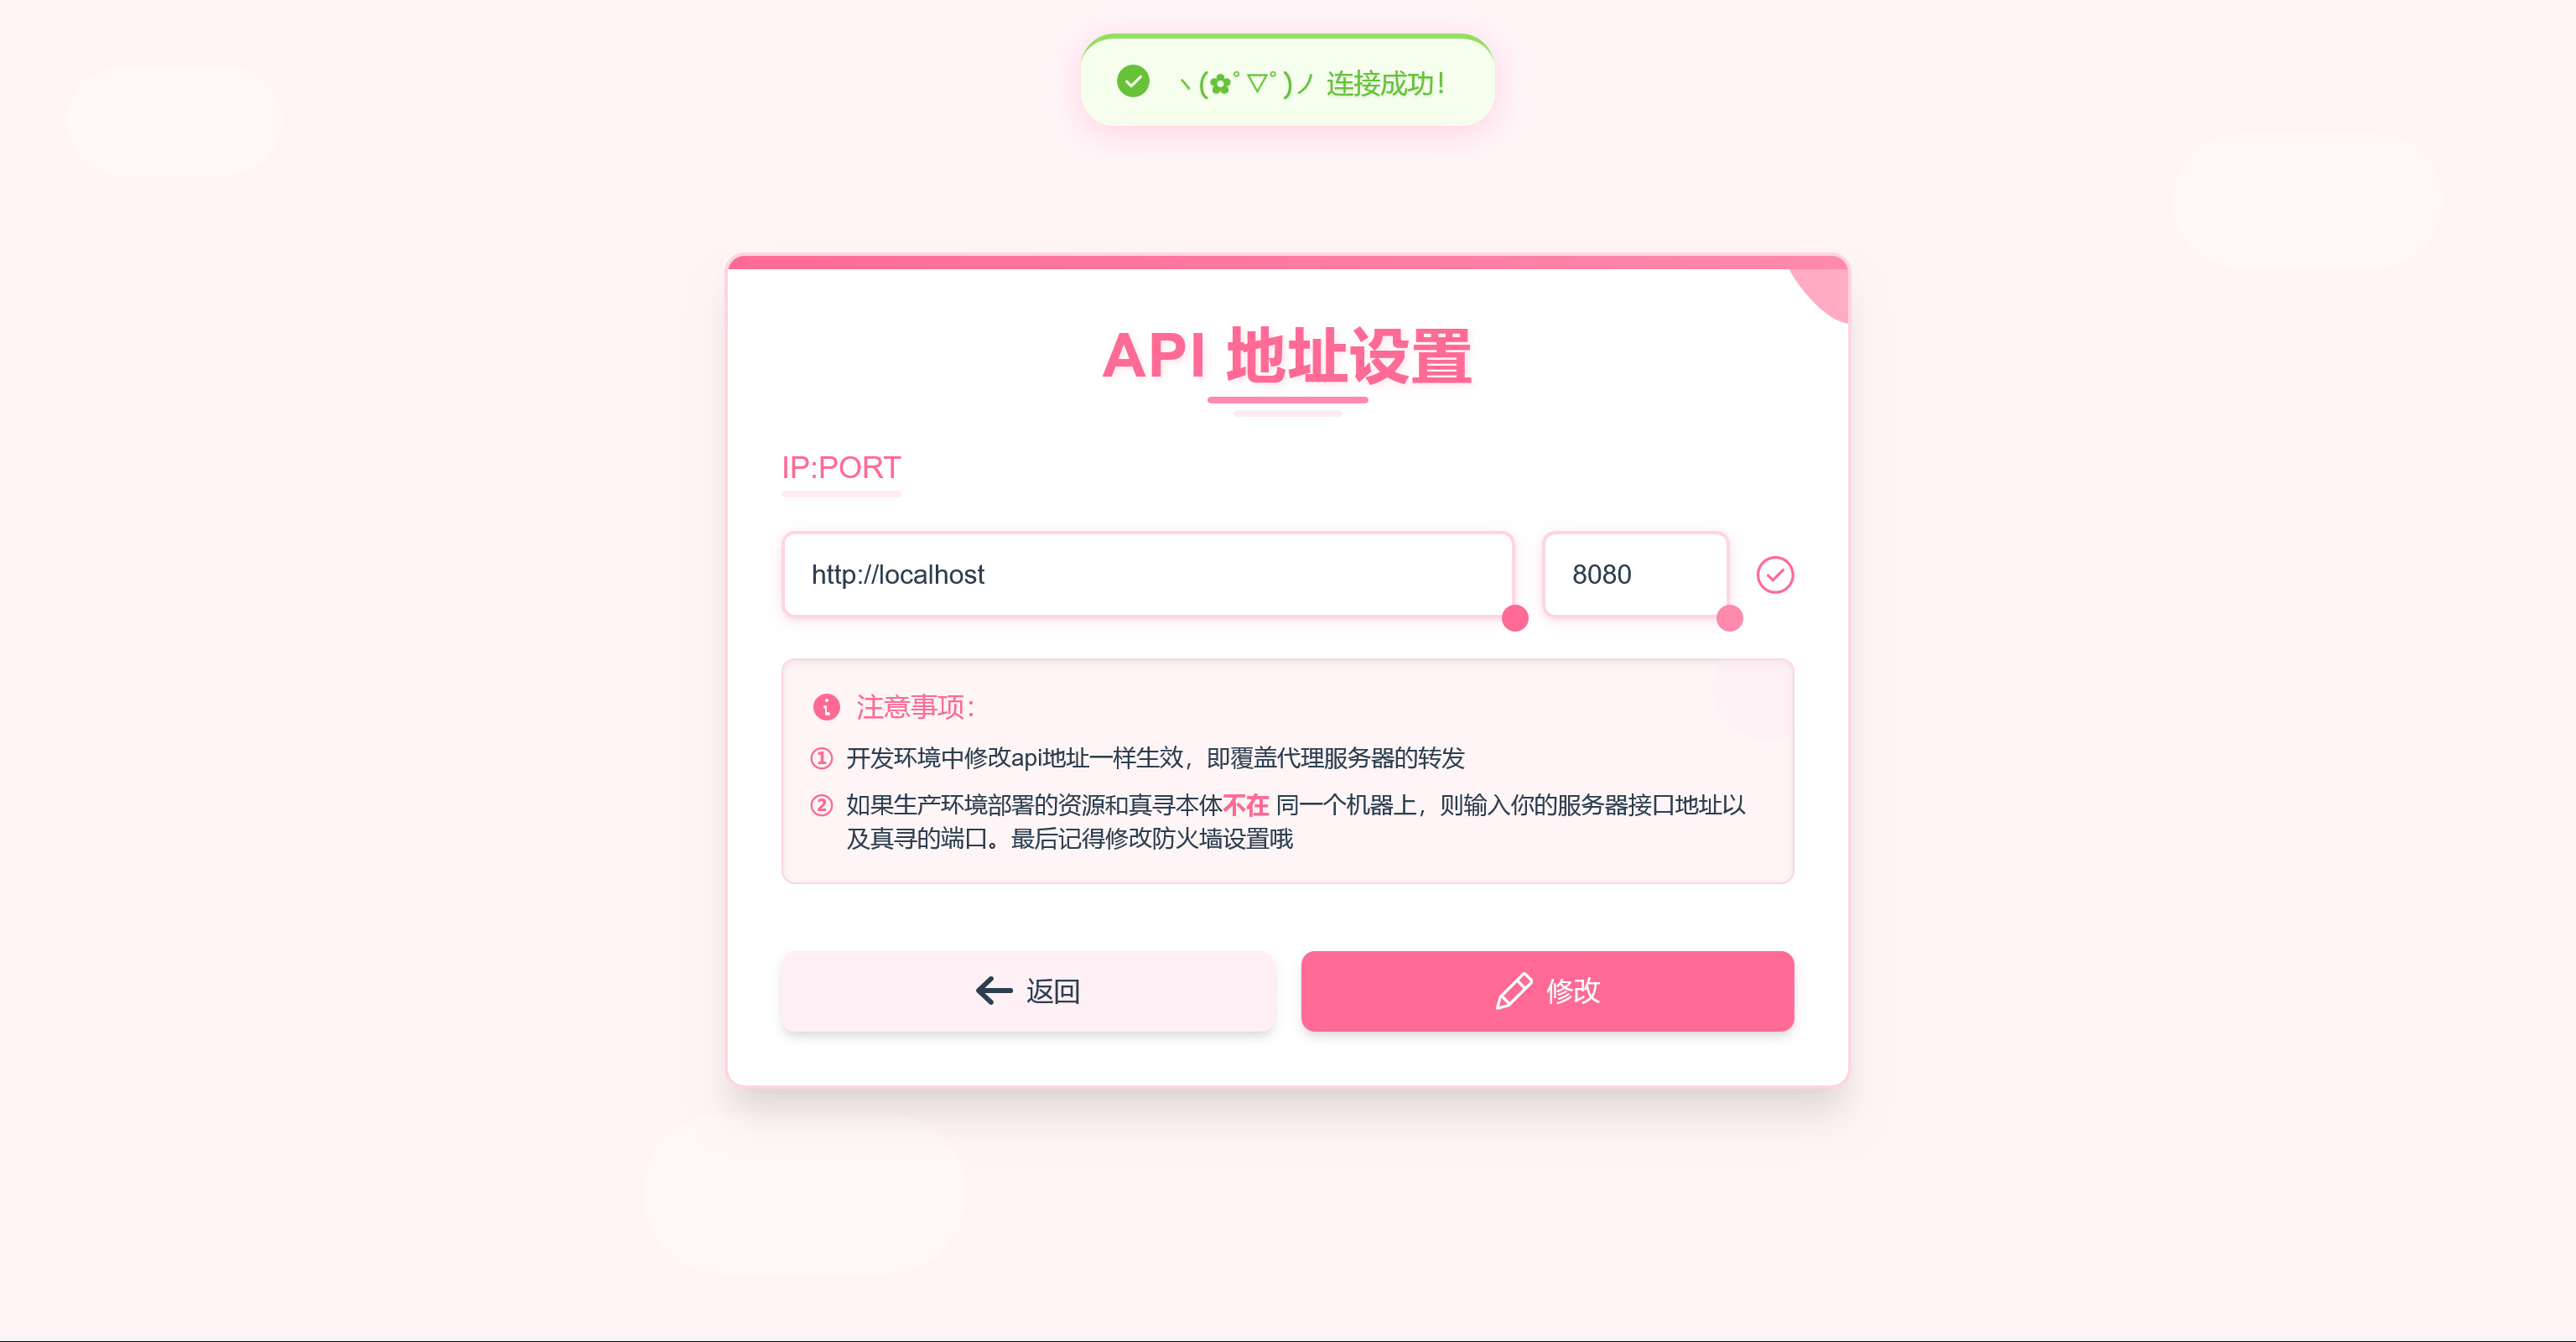 ヽ(✿ﾟ▽ﾟ)ノ 连接成功！
API 地址设置
IP:PORT
http://localhost
8080
注意事项：
① 开发环境中修改api地址一样生效，即覆盖代理服务器的转发
② 如果生产环境部署的资源和真寻本体不在 同一个机器上，则输入你的服务器接口地址以
及真寻的端口。最后记得修改防火墙设置哦
返回
修改